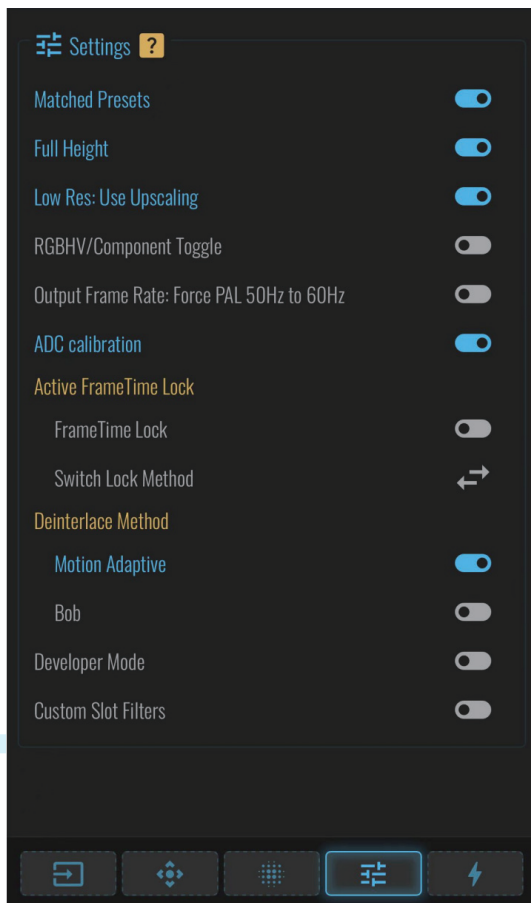 Settings ?
Matched Presets
Full Height
Low Res: Use Upscaling
RGBHV/Component Toggle
Output Frame Rate: Force PAL 50Hz to 60Hz
ADC calibration
Active FrameTime Lock
FrameTime Lock
Switch Lock Method
Deinterlace Method
Motion Adaptive
Bob
Developer Mode
Custom Slot Filters